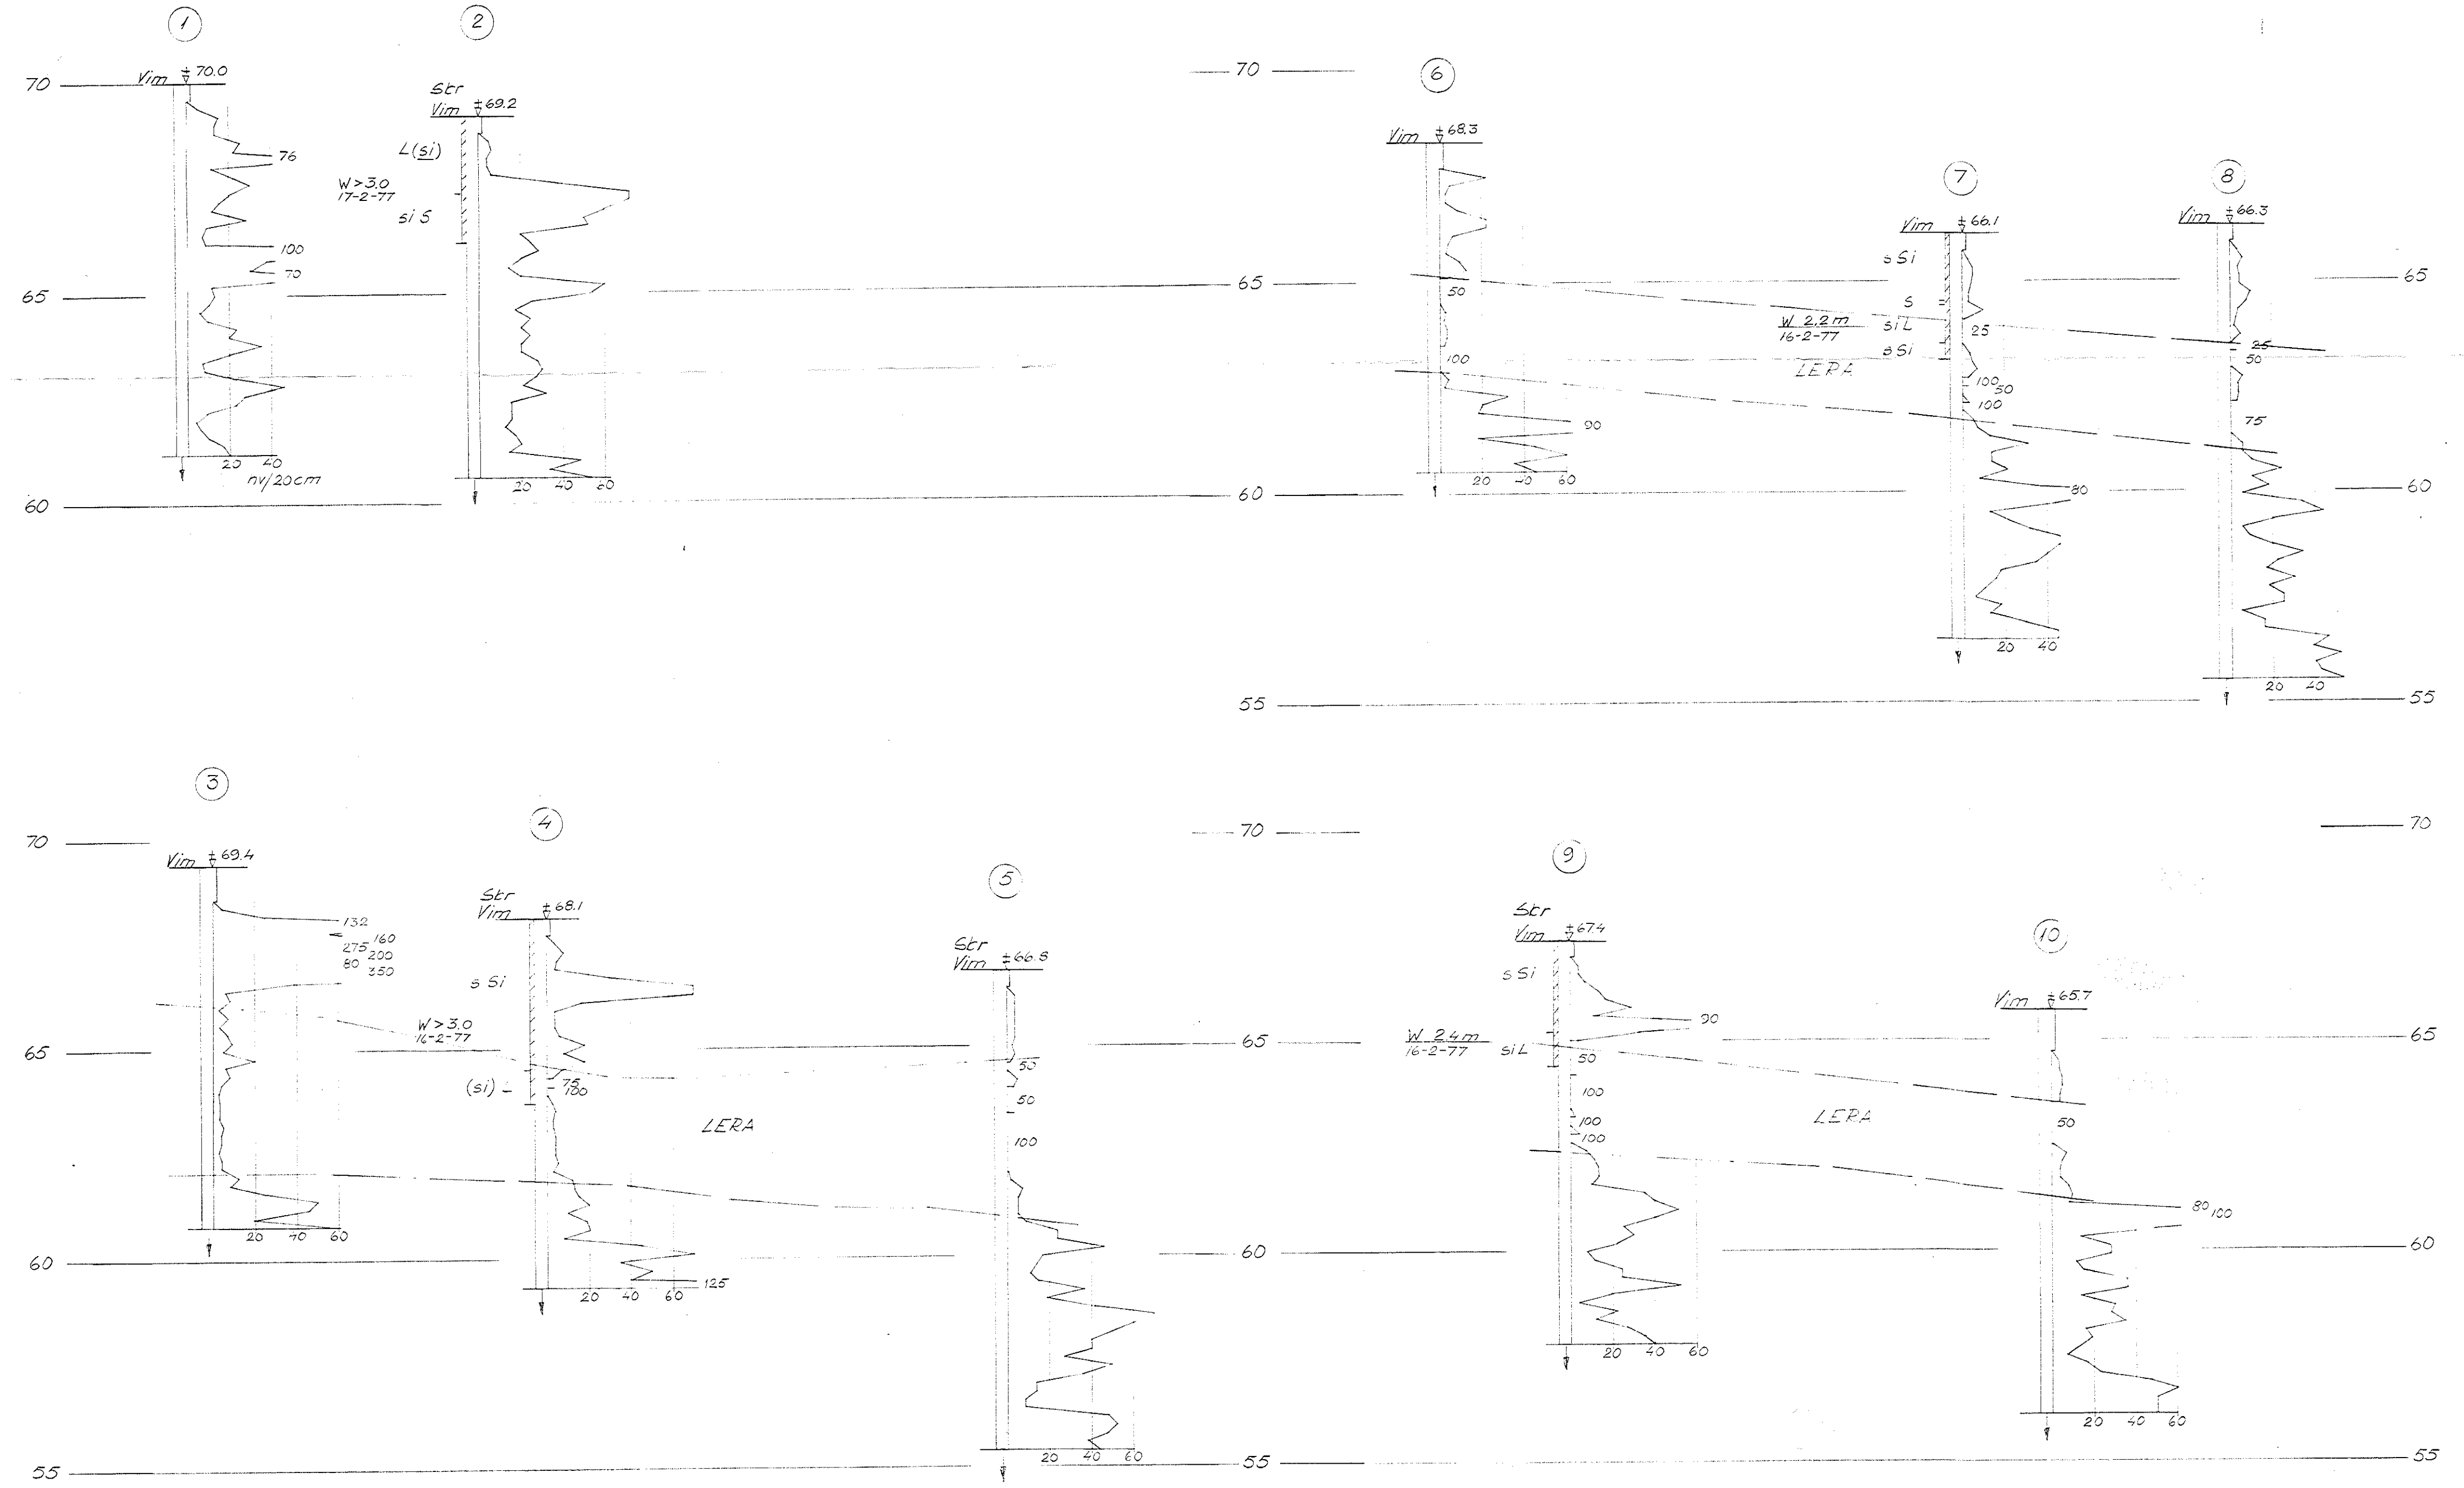 1
Vim +70.0
70
76
100
70
65
20 40
nv/20cm
60
2
Str
Vim +69.2
L(si)
W>3.0
17-2-77
si S
20 40 60
70
65
60
55
6
Vim +68.3
50
100
90
20 40 60
7
Vim +66.1
s Si
S
W 2.2m
16-2-77
si L
25
s Si
LERA
100 50
100
80
20 40
8
Vim +66.3
25
50
75
20 40
65
60
55
3
70
Vim +69.4
132
160
275 200
80 350
65
20 40 60
60
55
4
Str
Vim +68.1
s Si
W>3.0
16-2-77
(si) L
75
100
LERA
125
20 40 60
5
Str
Vim +66.8
50
50
100
20 40 60
70
65
60
55
9
Str
Vim +67.4
s Si
90
W 2.4m
16-2-77
si L
50
100
100
100
LERA
20 40 60
10
Vim +65.7
50
80 100
20 40 60
70
65
60
55